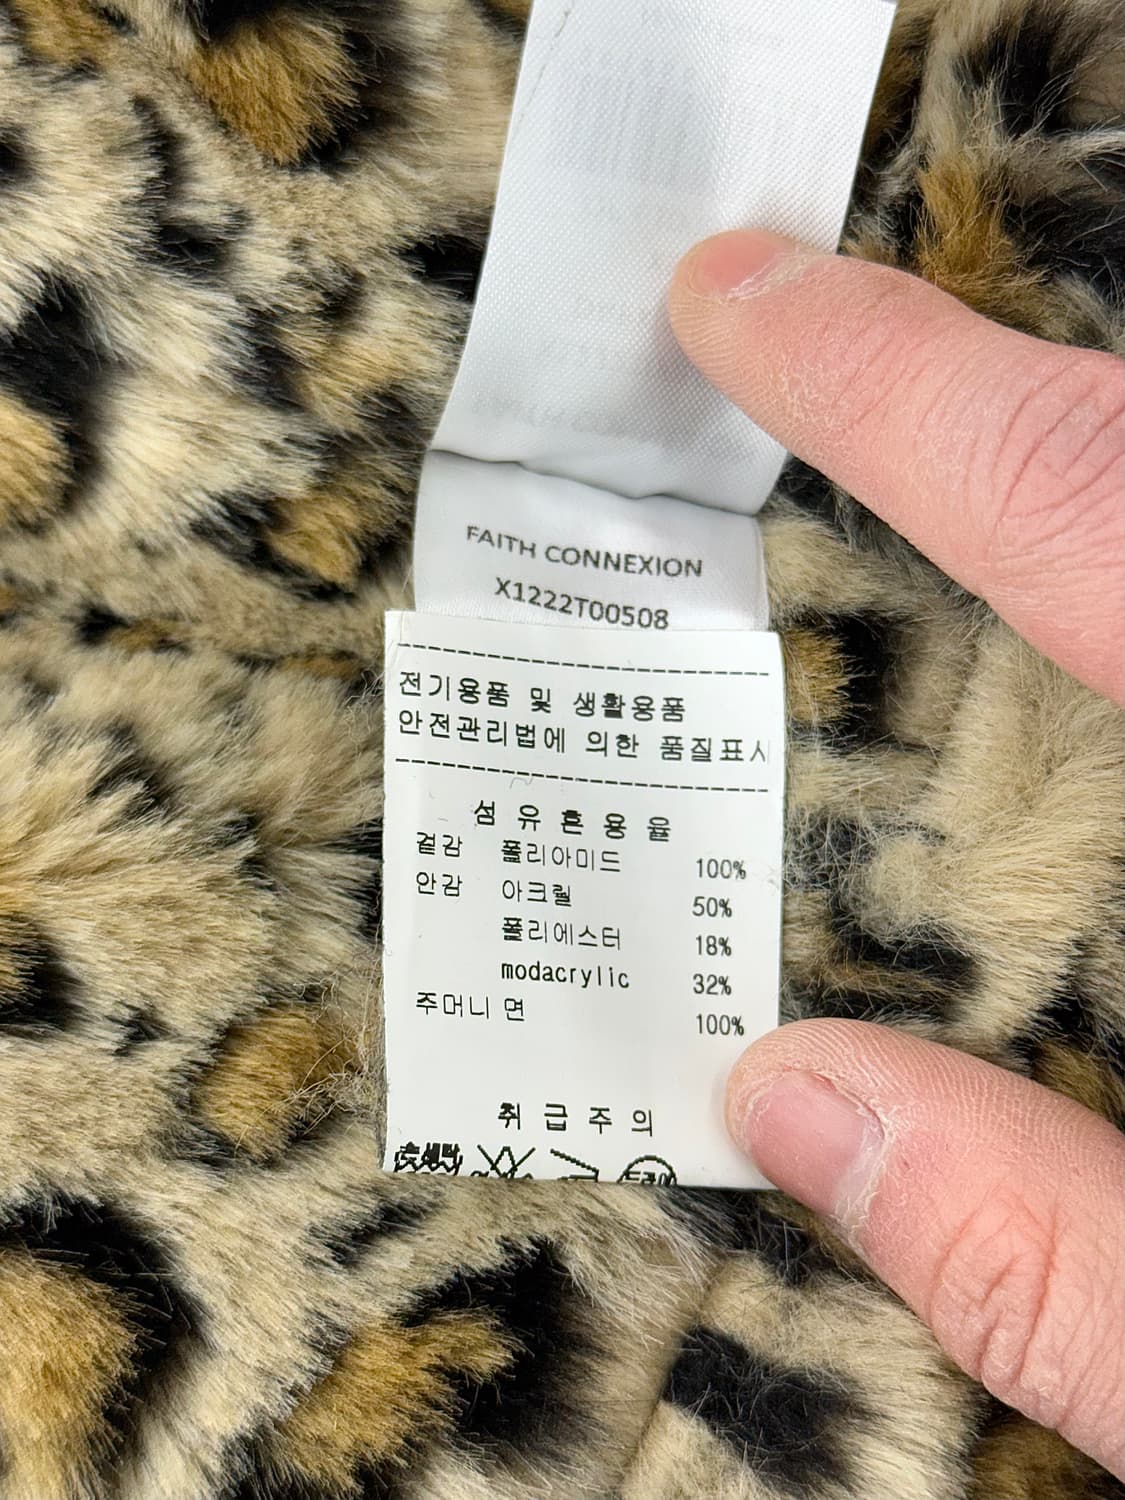 FAITH CONNEXION
X1222T00508
전기용품 및 생활용품
안전관리법에 의한 품질표시
섬유혼용율
겉감 폴리아미드 100%
안감 아크릴 50%
폴리에스터 18%
modacrylic 32%
주머니 면 100%
취급주의
손세탁